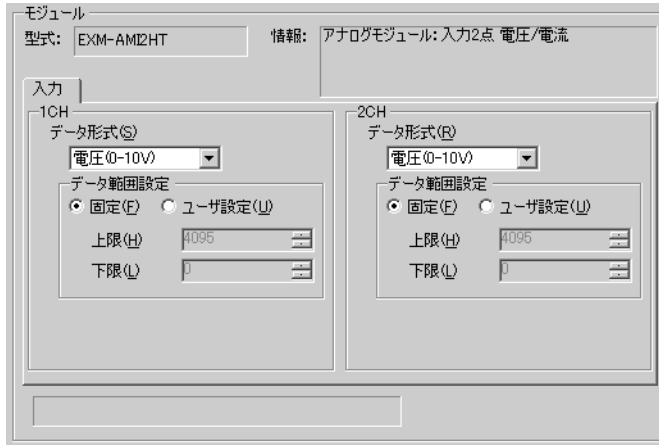 モジュール
型式: EXM-AMI2HT 情報: アナログモジュール：入力2点 電圧/電流
入力
1CH
データ形式(S)
電圧(0-10V)
データ範囲設定
固定(F) ユーザ設定(U)
上限(H) 4095
下限(L) 0
2CH
データ形式(R)
電圧(0-10V)
データ範囲設定
固定(F) ユーザ設定(U)
上限(H) 4095
下限(L) 0